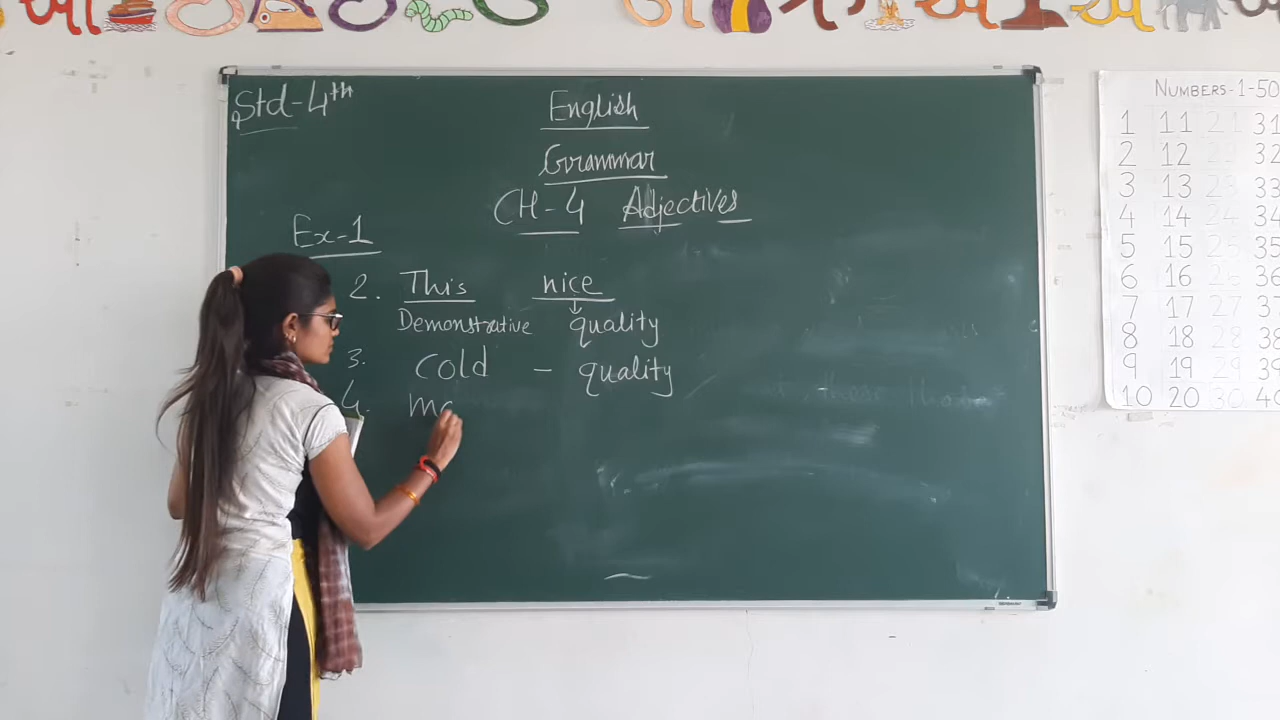 Std-4th
English
Grammar
CH-4 Adjectives
Ex-1
2. This nice
Demonstrative quality
3. cold - quality
4.
NUMBERS-1-50
1 11 21 31
2 12 22 32
3 13 23 33
4 14 24 34
5 15 25 35
6 16 26 36
7 17 27 37
8 18 28 38
9 19 29 39
10 20 30 40